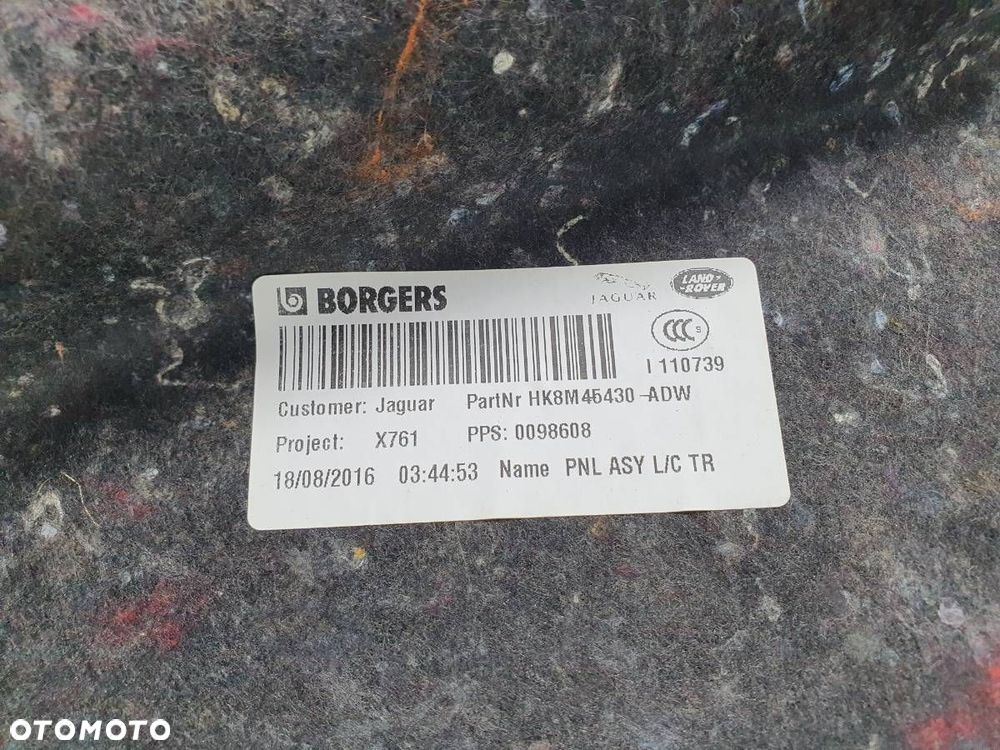 BORGERS
JAGUAR
LAND-
ROVER
CCC S
I 110739
Customer: Jaguar PartNr HK8M45430-ADW
Project: X761 PPS: 0098608
18/08/2016 03:44:53 Name PNL ASY L/C TR
OTOMOTO